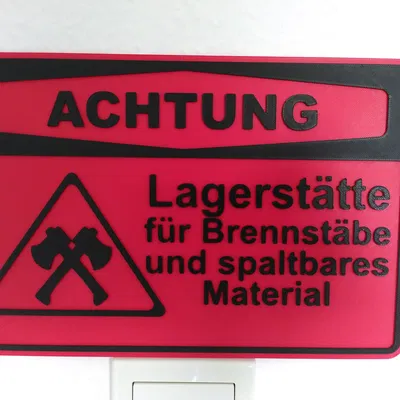 ACHTUNG
Lagerstätte
für Brennstäbe
und spaltbares
Material